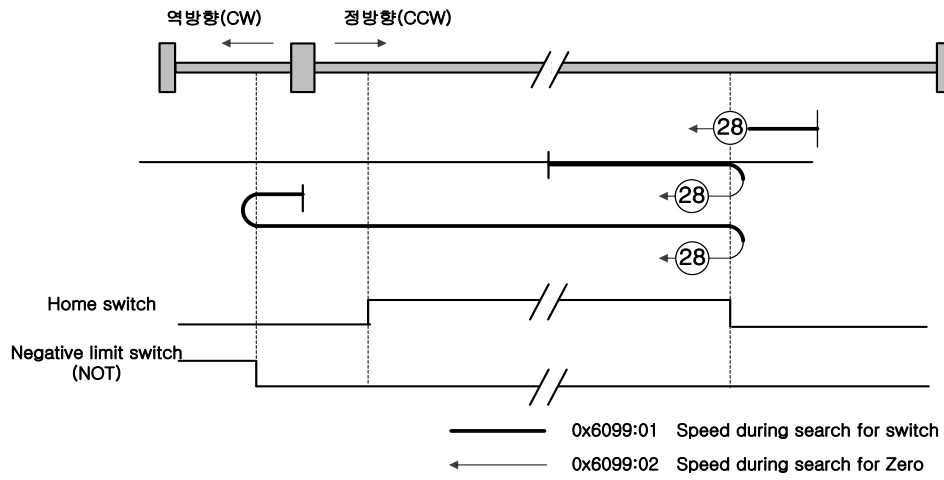 역방향(CW) 정방향(CCW)
28
28
28
Home switch
Negative limit switch
(NOT)
0x6099:01 Speed during search for switch
0x6099:02 Speed during search for Zero